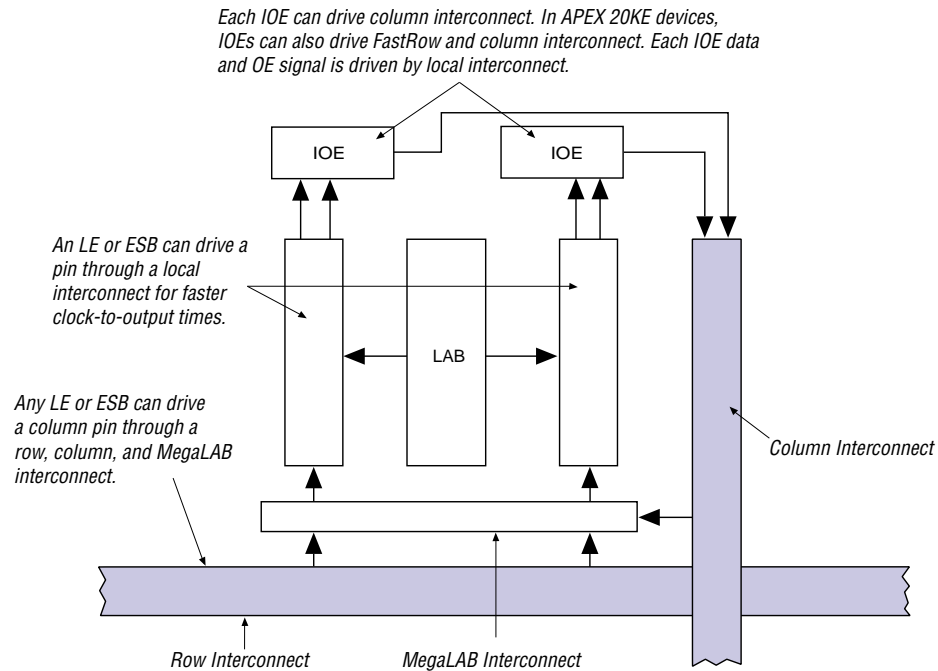 Each IOE can drive column interconnect. In APEX 20KE devices,
IOEs can also drive FastRow and column interconnect. Each IOE data
and OE signal is driven by local interconnect.
IOE
IOE
An LE or ESB can drive a
pin through a local
interconnect for faster
clock-to-output times.
LAB
Any LE or ESB can drive
a column pin through a
row, column, and MegaLAB
interconnect.
Column Interconnect
Row Interconnect
MegaLAB Interconnect